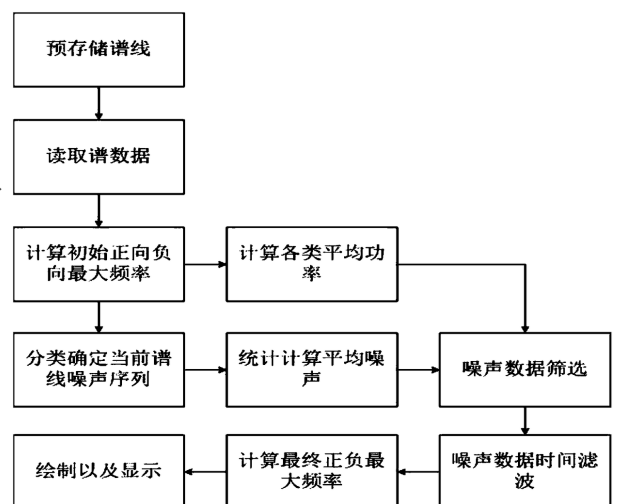 预存储谱线
读取谱数据
计算初始正向负
向最大频率
计算各类平均功
率
分类确定当前谱
线噪声序列
统计计算平均噪
声
噪声数据筛选
噪声数据时间滤
波
计算最终正负最
大频率
绘制以及显示